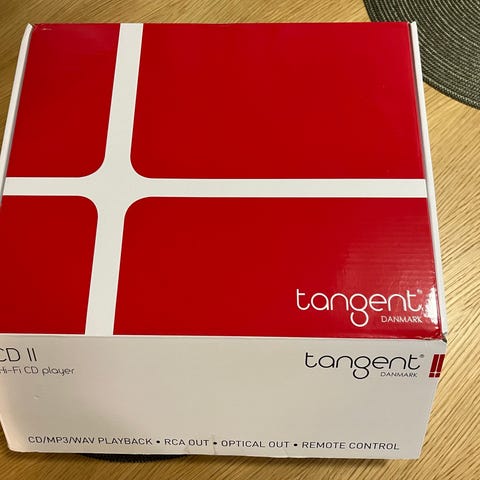 tangent®
DANMARK
CD II
Hi-Fi CD player
tangent®
DANMARK
CD/MP3/WAV PLAYBACK • RCA OUT • OPTICAL OUT • REMOTE CONTROL